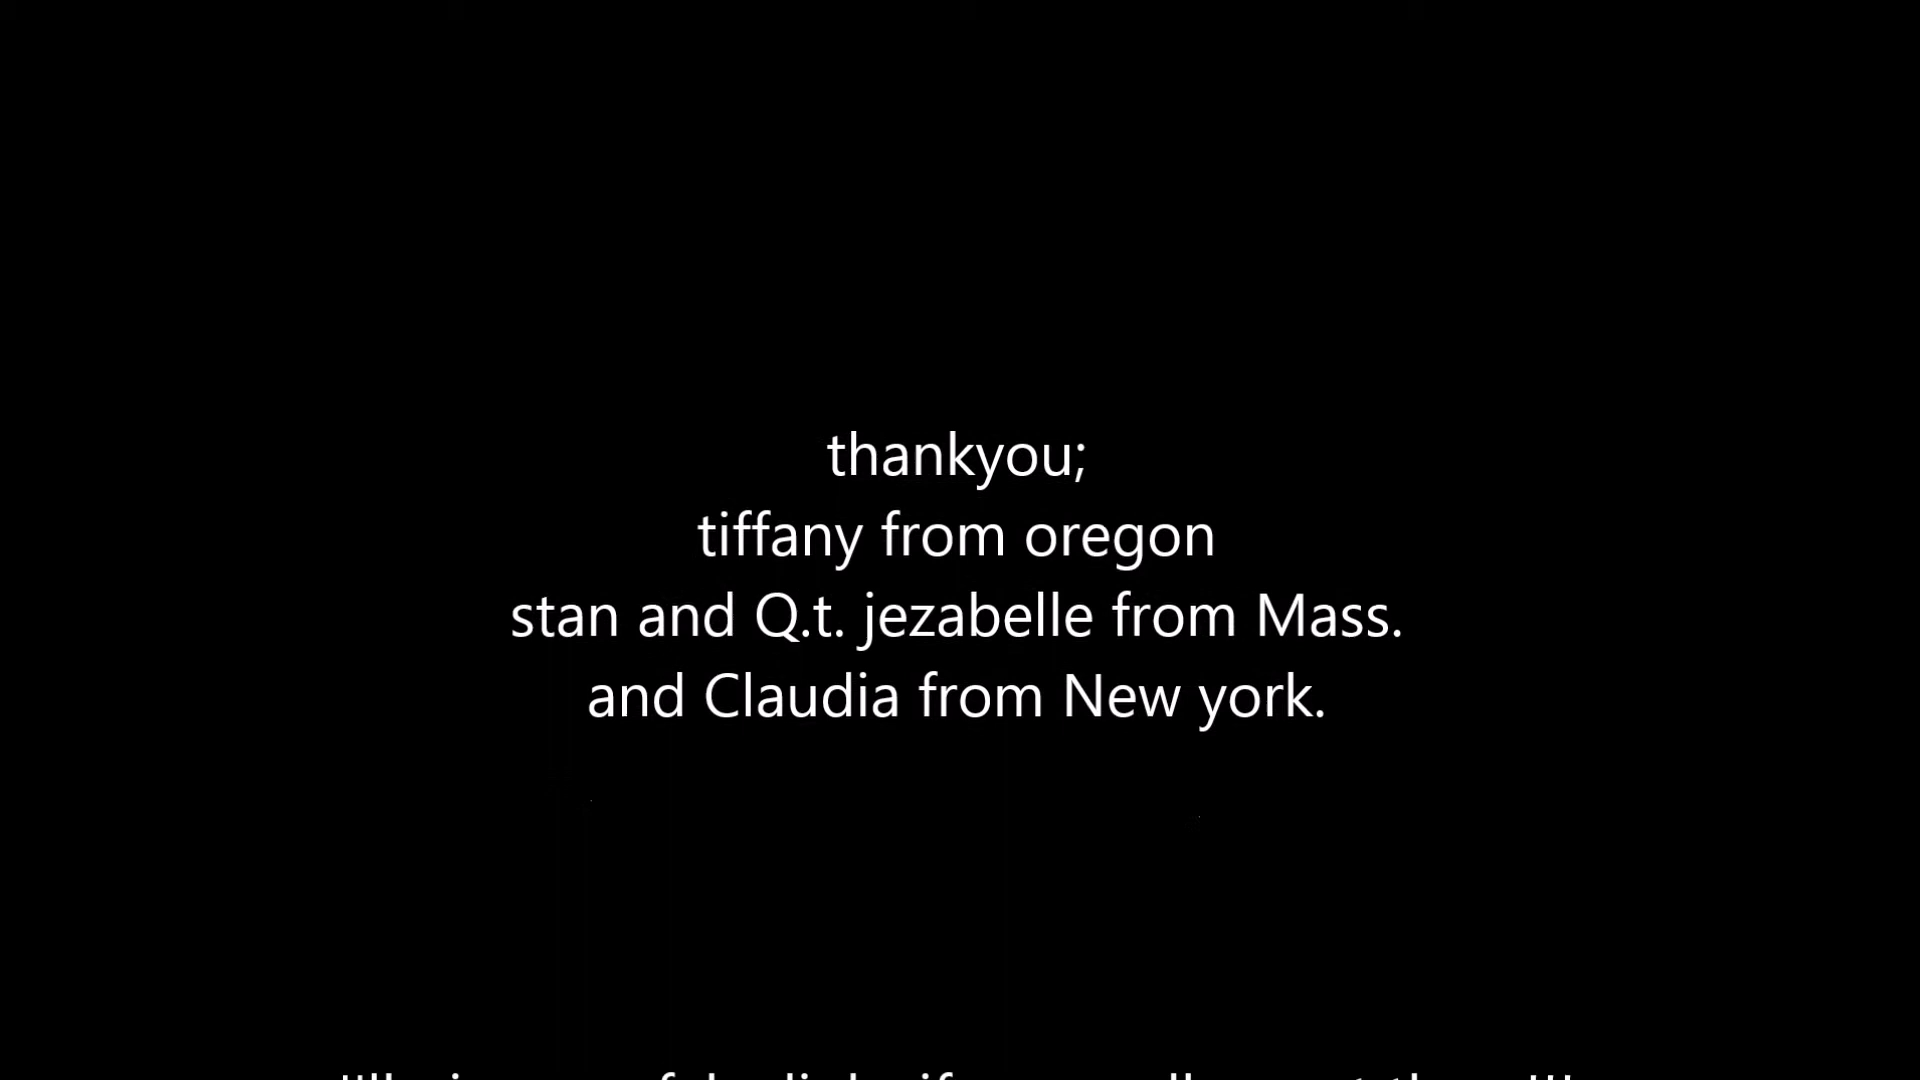 thankyou;
tiffany from oregon
stan and Q.t. jezabelle from Mass.
and Claudia from New york.